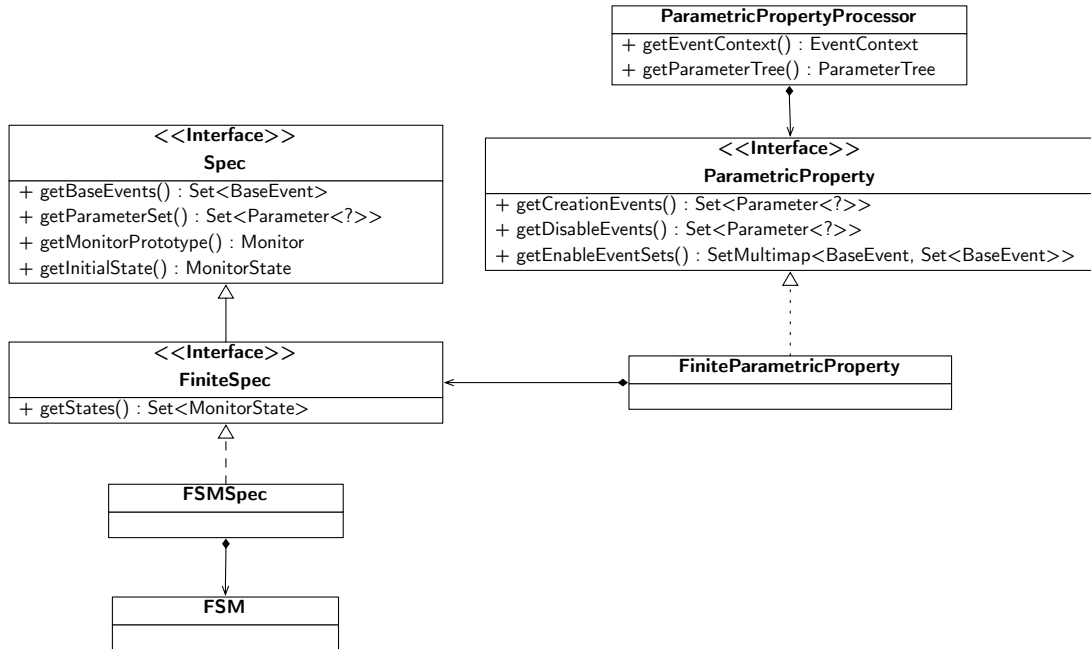 ParametricPropertyProcessor
+ getEventContext() : EventContext
+ getParameterTree() : ParameterTree
<<Interface>>
Spec
+ getBaseEvents() : Set<BaseEvent>
+ getParameterSet() : Set<Parameter<?>>
+ getMonitorPrototype() : Monitor
+ getInitialState() : MonitorState
<<Interface>>
ParametricProperty
+ getCreationEvents() : Set<Parameter<?>>
+ getDisableEvents() : Set<Parameter<?>>
+ getEnableEventSets() : SetMultimap<BaseEvent, Set<BaseEvent>>
<<Interface>>
FiniteSpec
+ getStates() : Set<MonitorState>
FiniteParametricProperty
FSMSpec
FSM